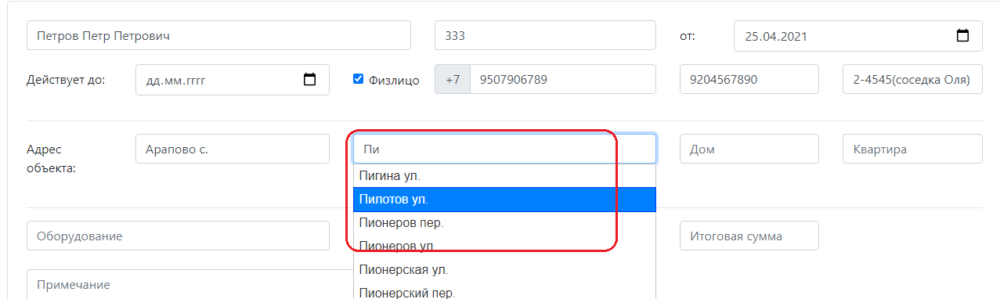 Петров Петр Петрович 333 от: 25.04.2021
Действует до: дд.мм.гггг Физлицо +7 9507906789 9204567890 2-4545(соседка Оля)
Адрес объекта: Арапово с. Пи Дом Квартира
Пигина ул.
Пилотов ул.
Пионеров пер.
Оборудование Пионеров ул. Итоговая сумма
Пионерская ул.
Примечание Пионерский пер.